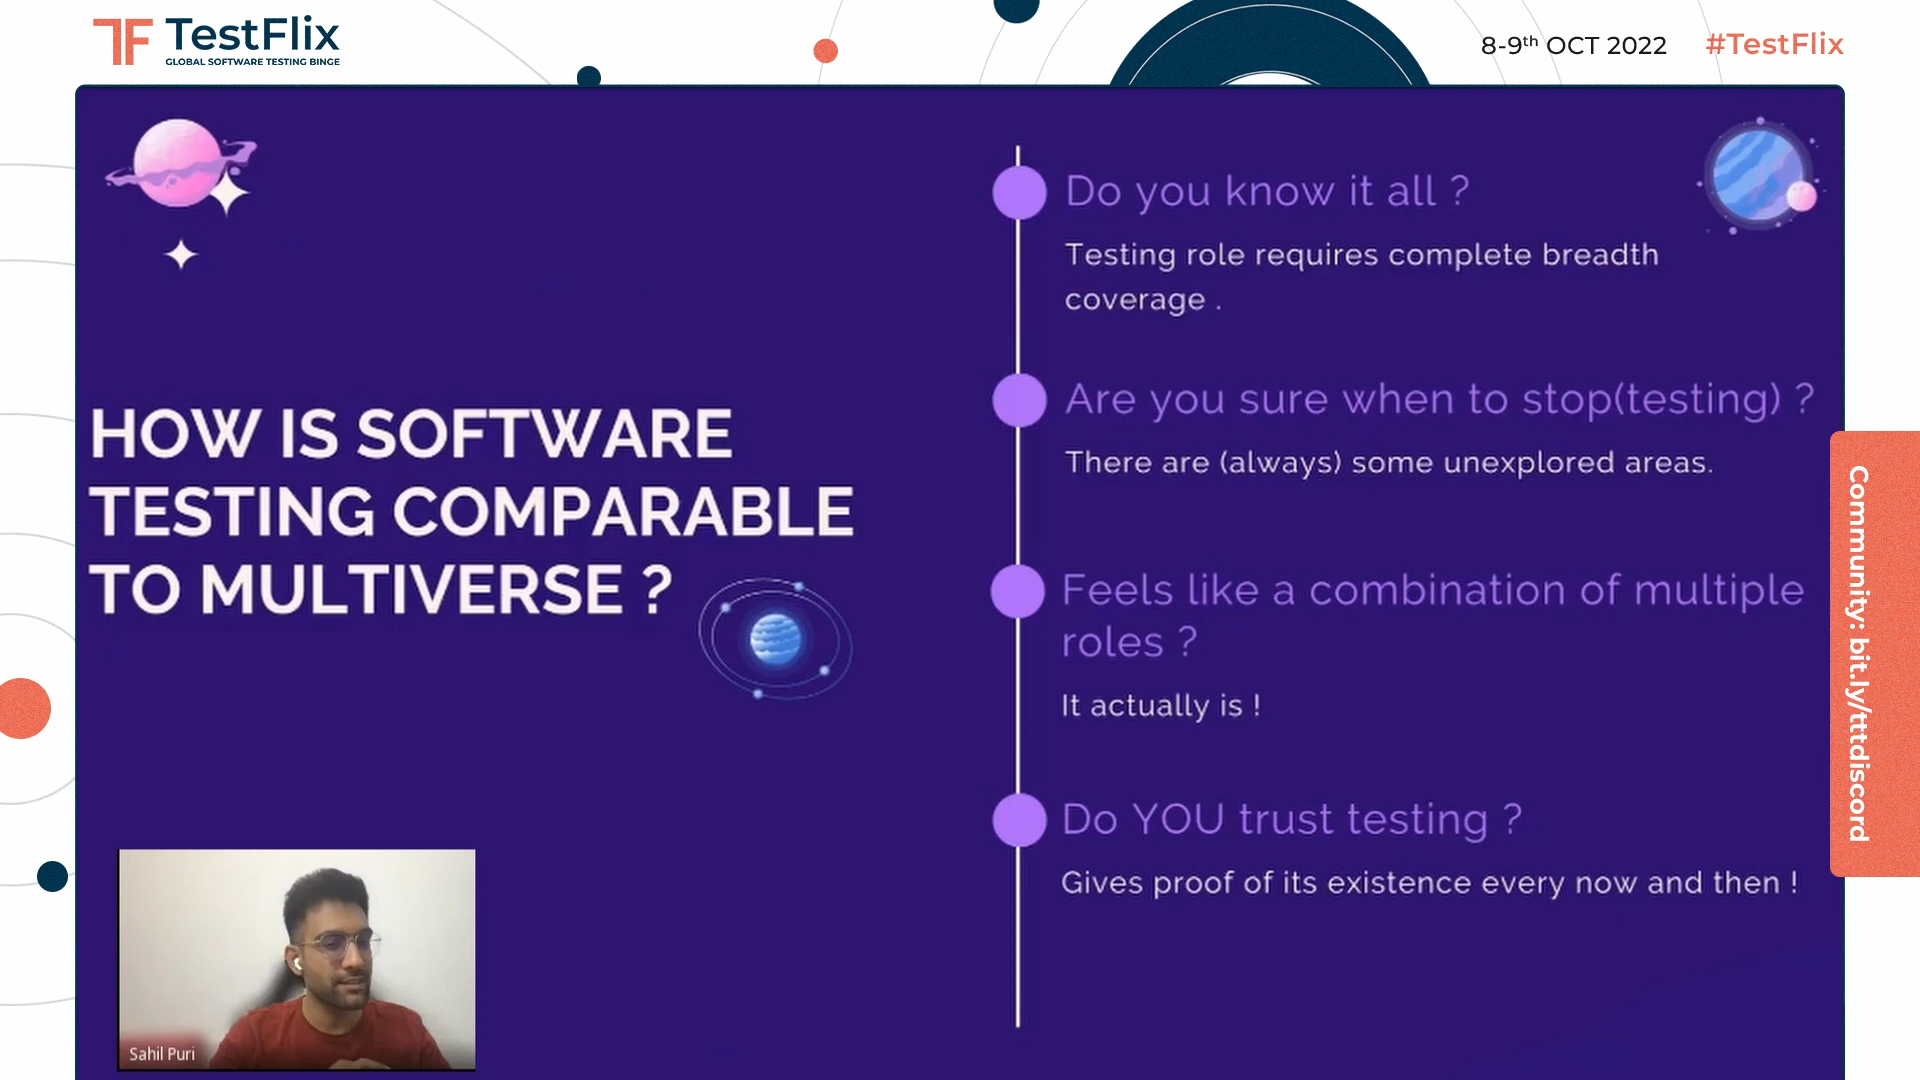 TF TestFlix
GLOBAL SOFTWARE TESTING BINGE
8-9th OCT 2022 #TestFlix
HOW IS SOFTWARE
TESTING COMPARABLE
TO MULTIVERSE ?
Do you know it all ?
Testing role requires complete breadth
coverage .
Are you sure when to stop(testing) ?
There are (always) some unexplored areas.
Feels like a combination of multiple
roles ?
It actually is !
Do YOU trust testing ?
Gives proof of its existence every now and then !
Community: bit.ly/tttdiscord
Sahil Puri